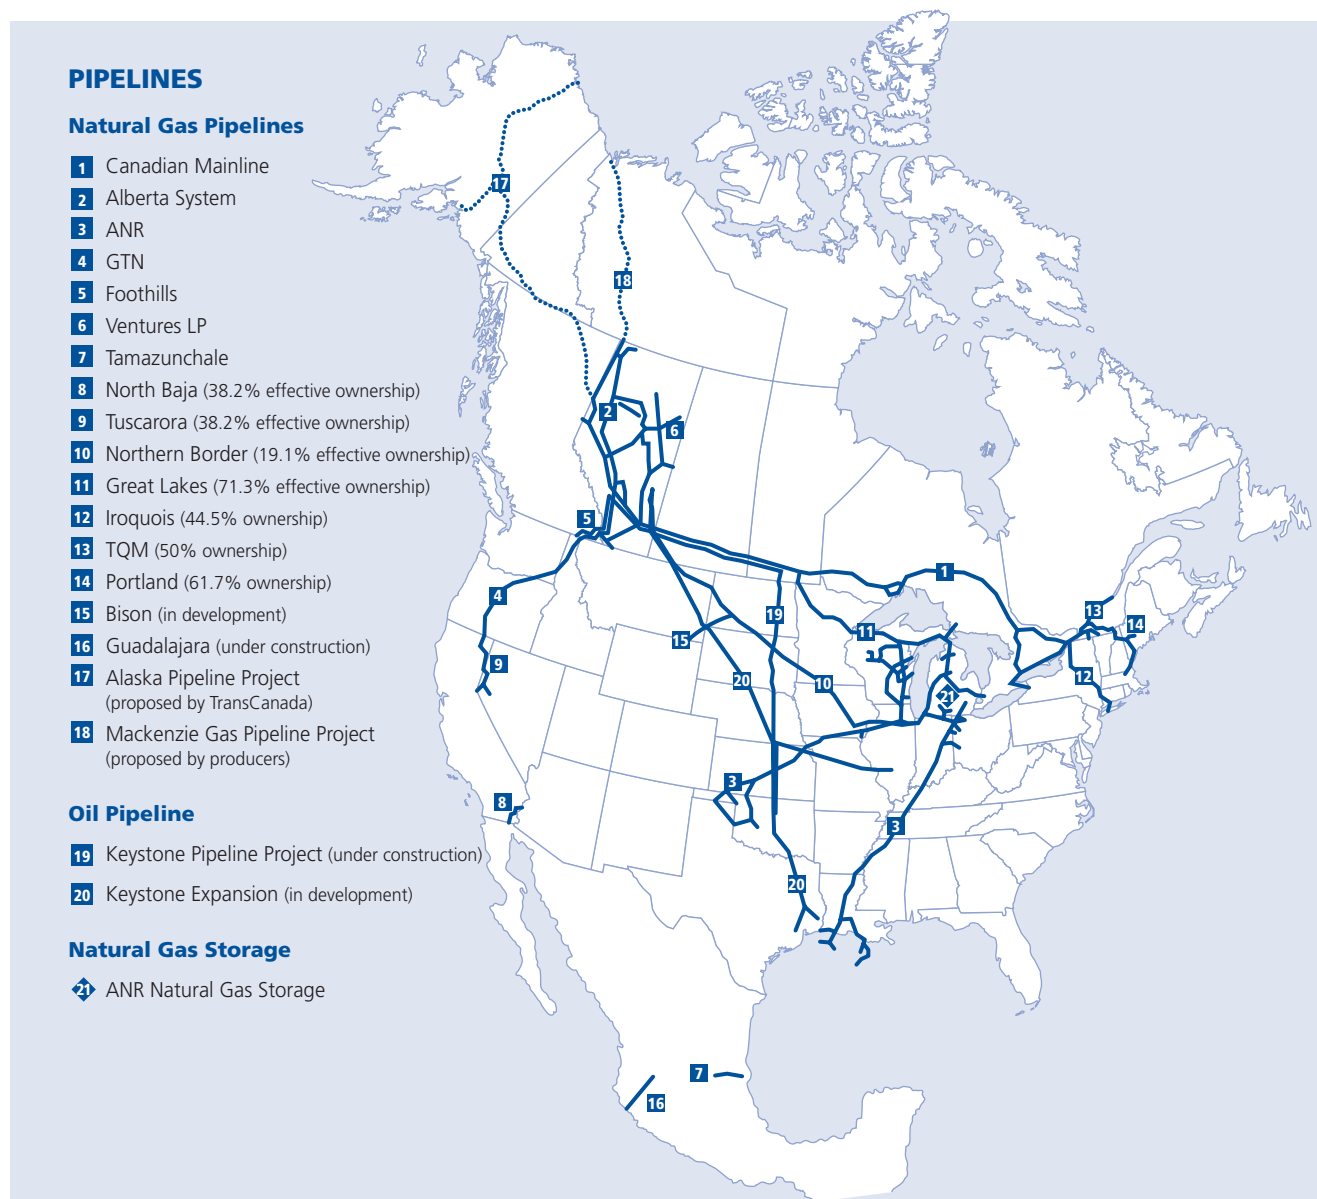 PIPELINES
Natural Gas Pipelines
1 Canadian Mainline
2 Alberta System
3 ANR
4 GTN
5 Foothills
6 Ventures LP
7 Tamazunchale
8 North Baja (38.2% effective ownership)
9 Tuscarora (38.2% effective ownership)
10 Northern Border (19.1% effective ownership)
11 Great Lakes (71.3% effective ownership)
12 Iroquois (44.5% ownership)
13 TQM (50% ownership)
14 Portland (61.7% ownership)
15 Bison (in development)
16 Guadalajara (under construction)
17 Alaska Pipeline Project
(proposed by TransCanada)
18 Mackenzie Gas Pipeline Project
(proposed by producers)
Oil Pipeline
19 Keystone Pipeline Project (under construction)
20 Keystone Expansion (in development)
Natural Gas Storage
21 ANR Natural Gas Storage
17
18
2
6
5
1
4
19
13
11
14
15
9
12
20
10
21
3
8
3
20
7
16